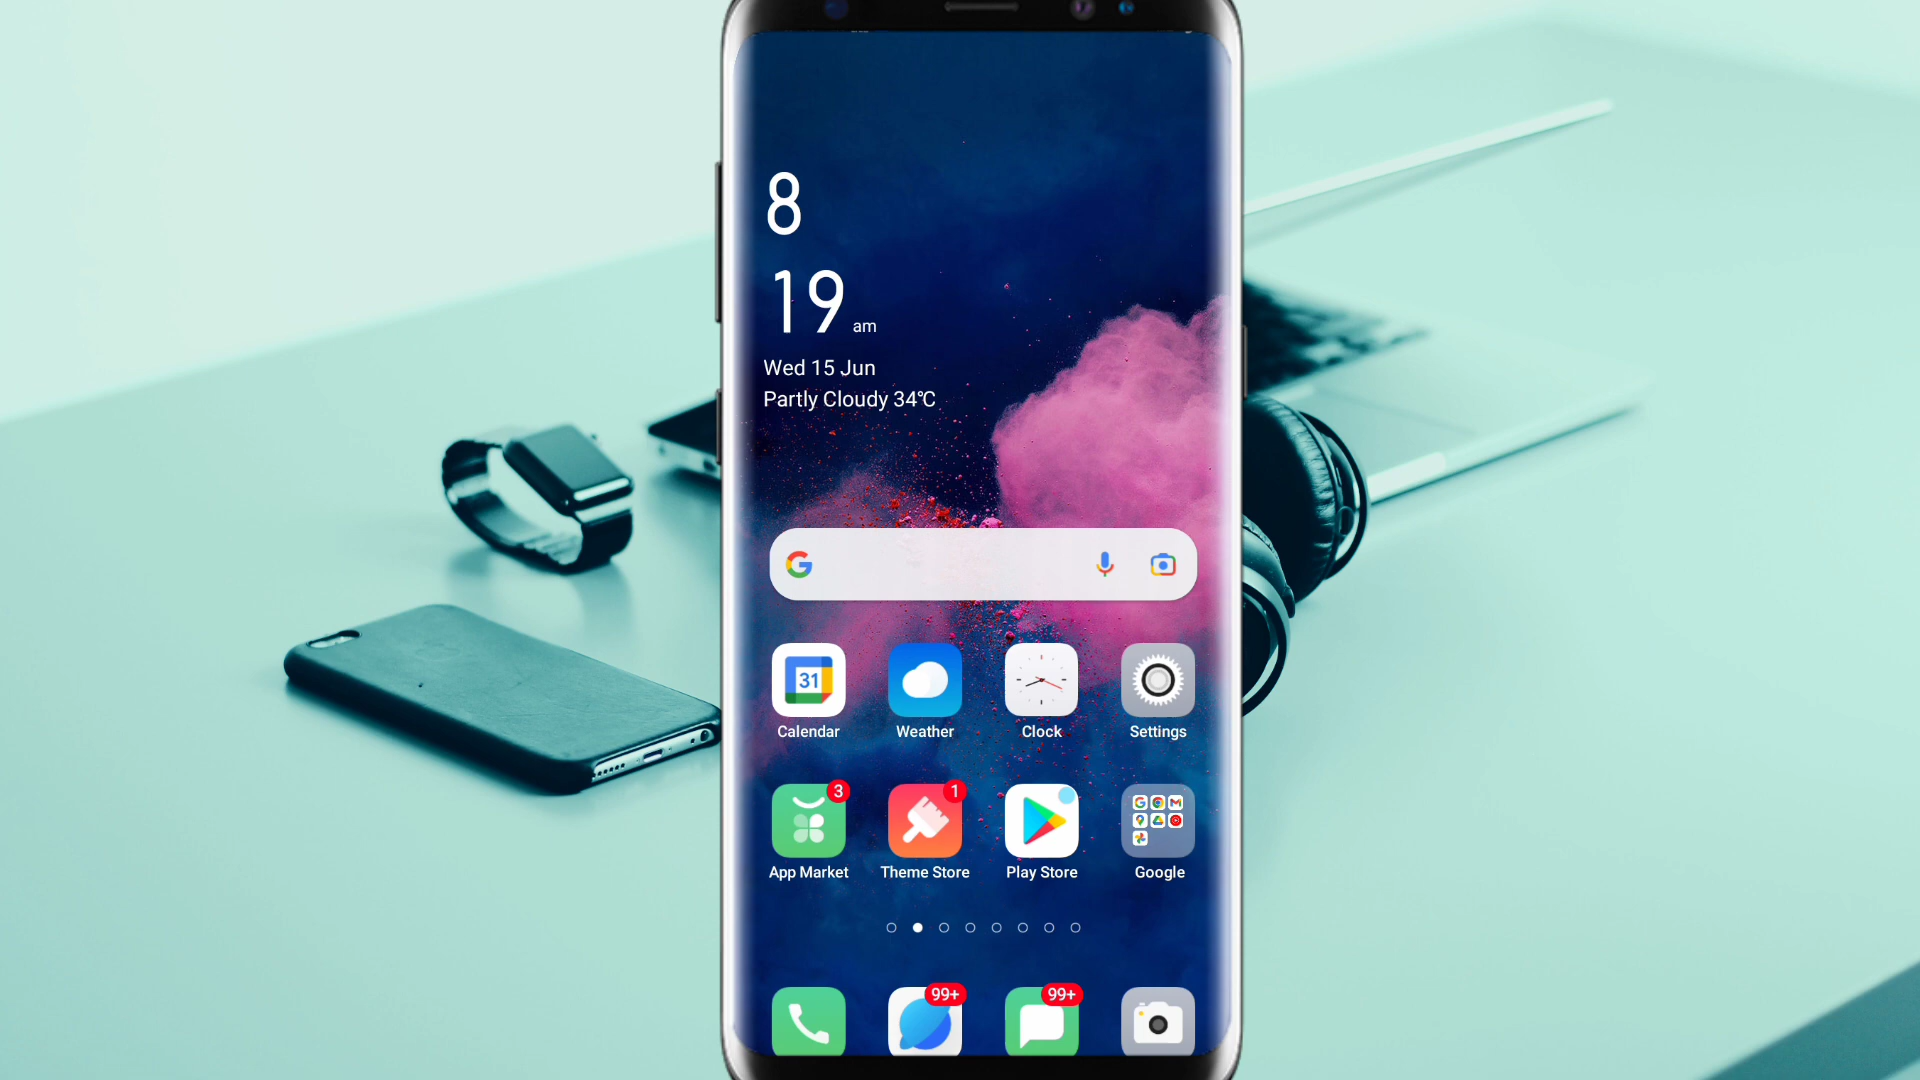 8
19 am
Wed 15 Jun
Partly Cloudy 34℃
31
Calendar
Weather
Clock
Settings
3
1
App Market
Theme Store
Play Store
Google
99+
99+